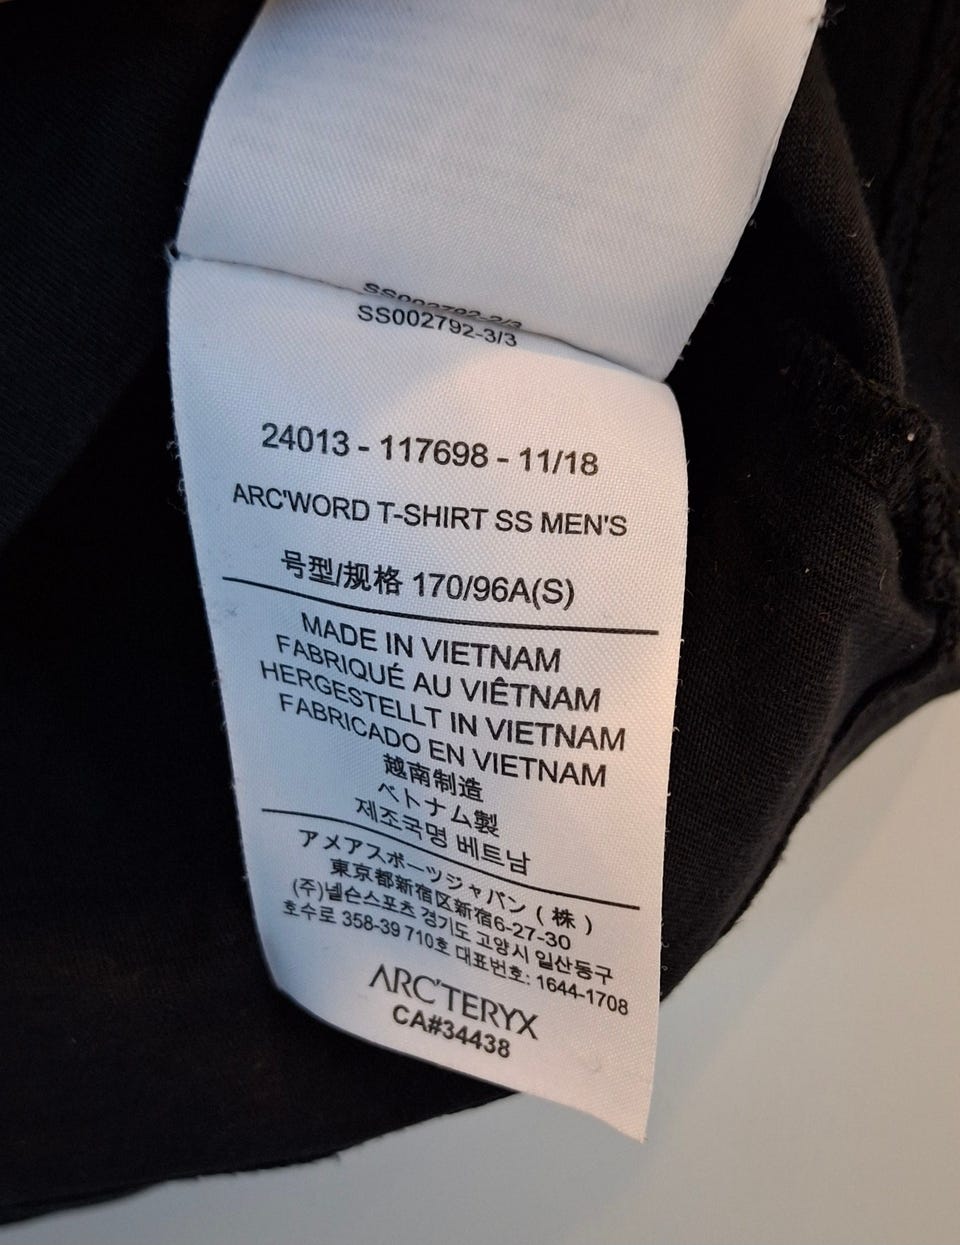 SS002792-3/3
SS002792-3/3
24013 - 117698 - 11/18
ARC'WORD T-SHIRT SS MEN'S
号型/规格 170/96A(S)
MADE IN VIETNAM
FABRIQUÉ AU VIÊTNAM
HERGESTELLT IN VIETNAM
FABRICADO EN VIETNAM
越南制造
ベトナム製
제조국명 베트남
アメアスポーツジャパン(株)
東京都新宿区新宿6-27-30
(주)넬슨스포츠 경기도 고양시 일산동구
호수로 358-39 710호 대표번호: 1644-1708
ARC'TERYX
CA#34438